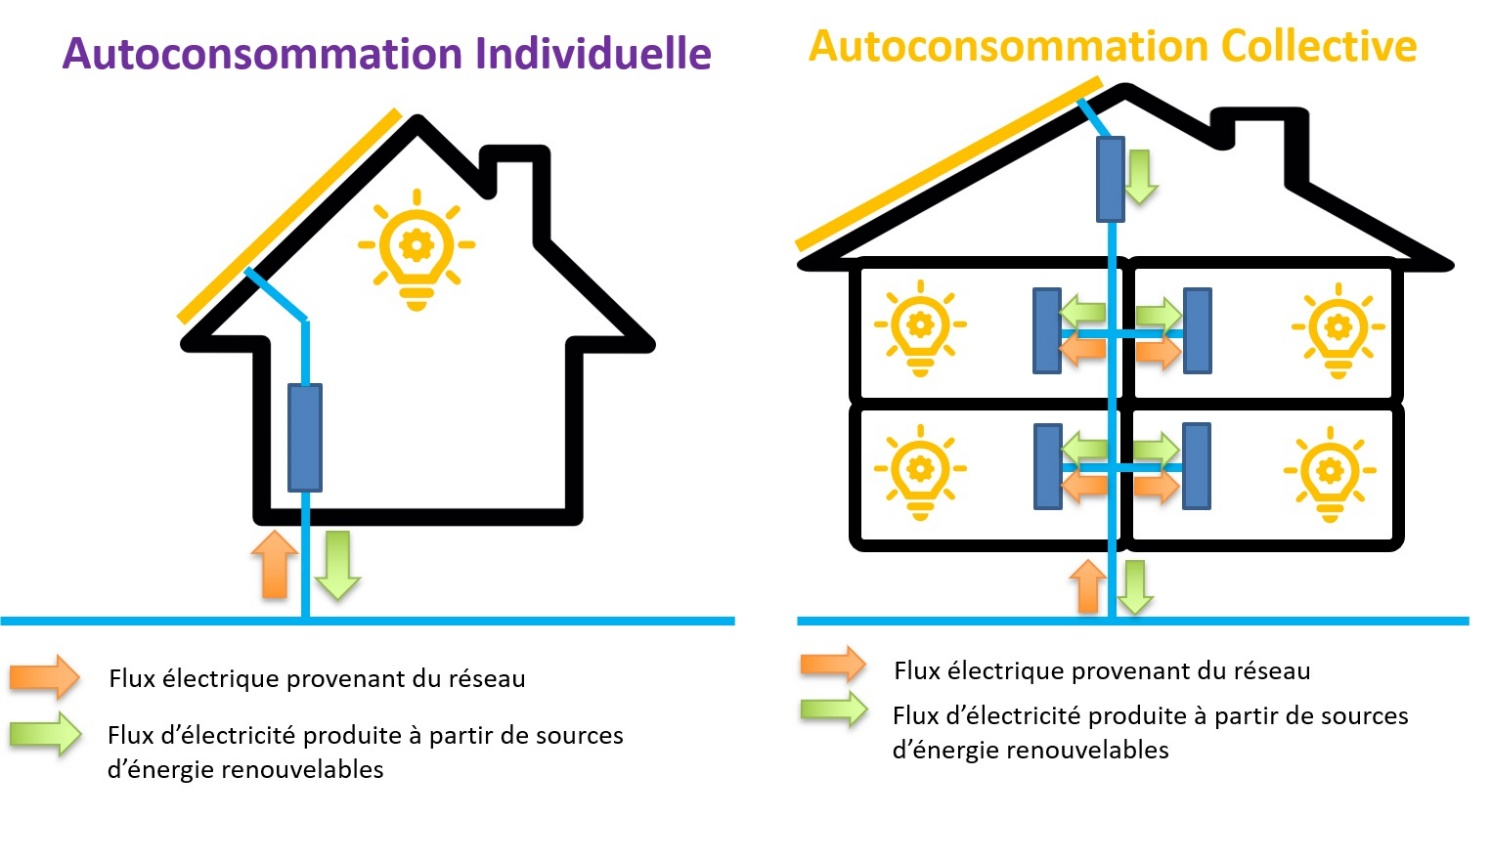 Autoconsommation Individuelle
Autoconsommation Collective
Flux électrique provenant du réseau
Flux d’électricité produite à partir de sources
d’énergie renouvelables
Flux électrique provenant du réseau
Flux d’électricité produite à partir de sources
d’énergie renouvelables